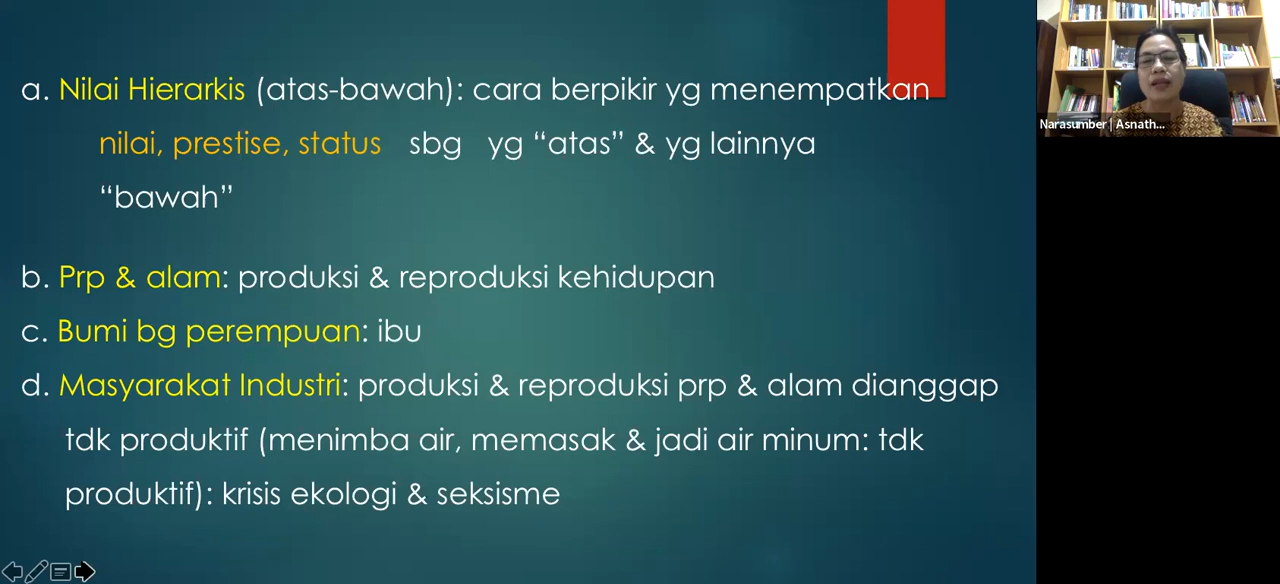 a. Nilai Hierarkis (atas-bawah): cara berpikir yg menempatkan
nilai, prestise, status sbg yg “atas” & yg lainnya
“bawah”
b. Prp & alam: produksi & reproduksi kehidupan
c. Bumi bg perempuan: ibu
d. Masyarakat Industri: produksi & reproduksi prp & alam dianggap
tdk produktif (menimba air, memasak & jadi air minum: tdk
produktif): krisis ekologi & seksisme
Narasumber | Asnath...